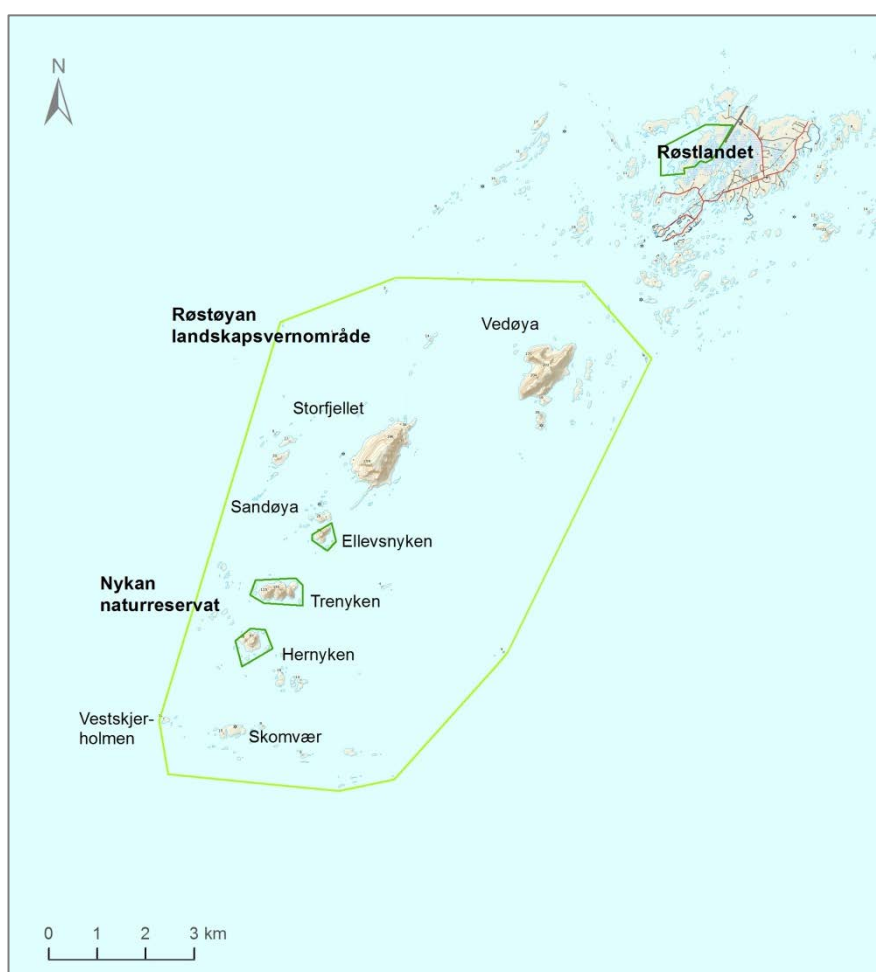 N
Røstlandet
Røstøyan
landskapsvernområde
Vedøya
Storfjellet
Sandøya
Ellevsnyken
Nykan
naturreservat
Trenyken
Hernyken
Vestskjer-
holmen
Skomvær
0 1 2 3 km